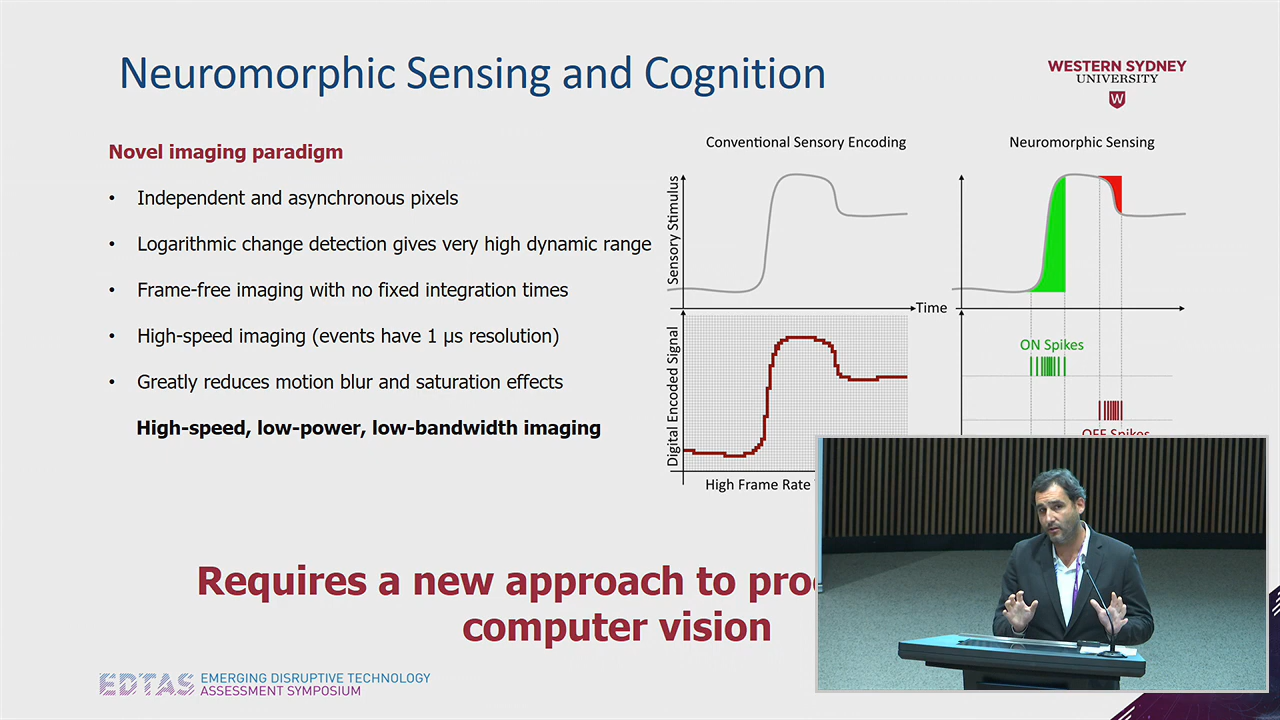 Neuromorphic Sensing and Cognition
WESTERN SYDNEY
UNIVERSITY
W
Novel imaging paradigm
• Independent and asynchronous pixels
• Logarithmic change detection gives very high dynamic range
• Frame-free imaging with no fixed integration times
• High-speed imaging (events have 1 µs resolution)
• Greatly reduces motion blur and saturation effects
High-speed, low-power, low-bandwidth imaging
Conventional Sensory Encoding
Neuromorphic Sensing
Sensory Stimulus
Time
Digital Encoded Signal
ON Spikes
OFF Spikes
High Frame Rate
Requires a new approach to
computer vision
EDTAS
EMERGING DISRUPTIVE TECHNOLOGY
ASSESSMENT SYMPOSIUM